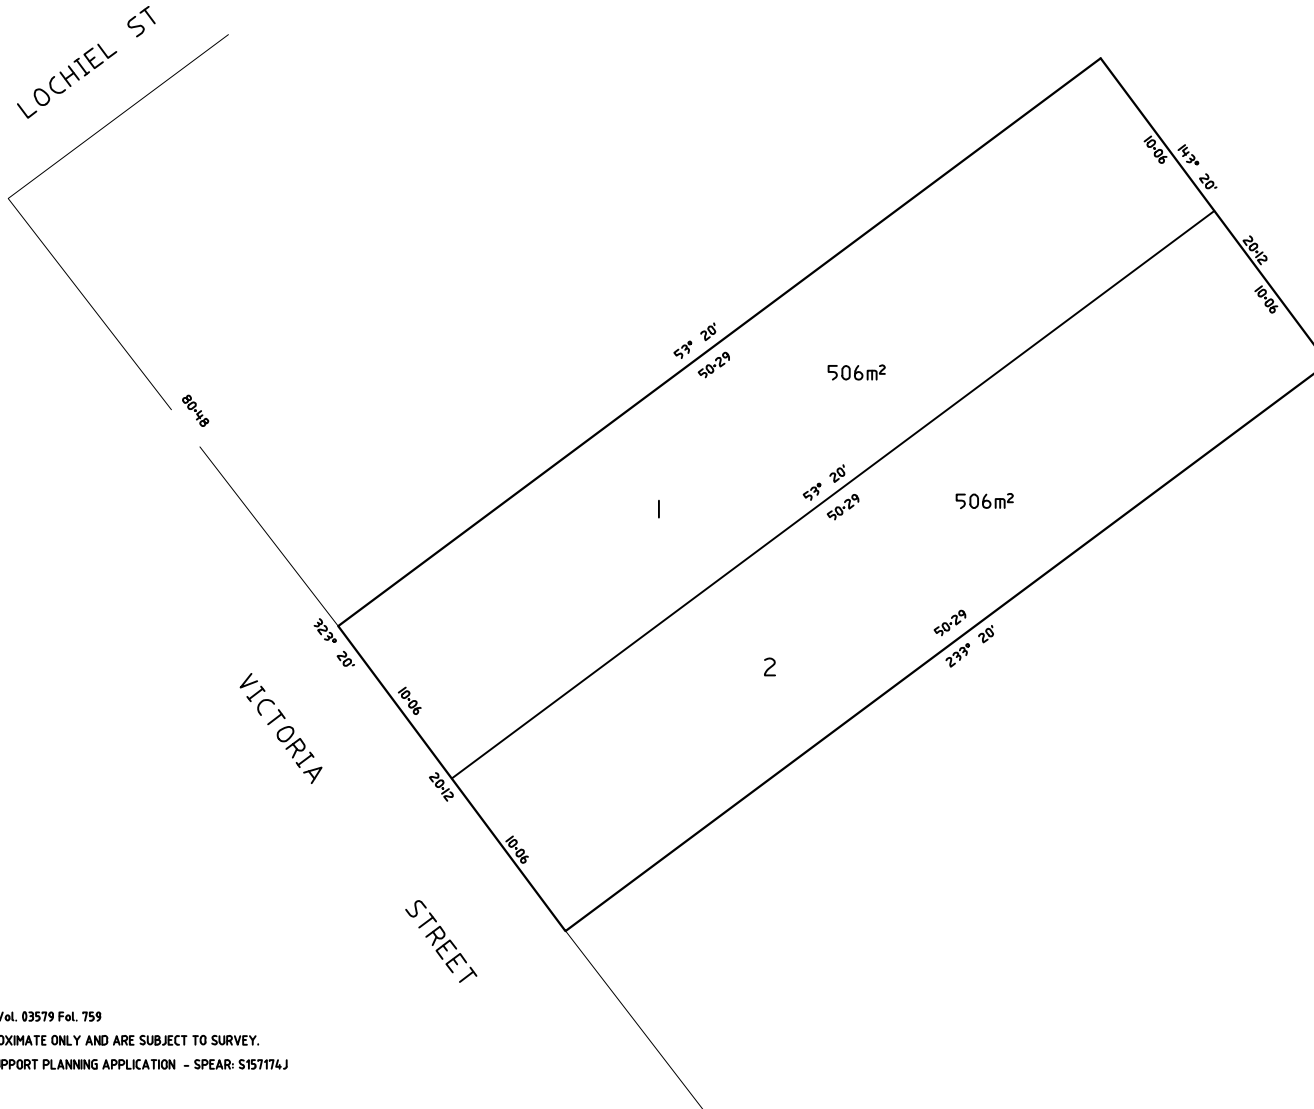 LOCHIEL ST
10·06
143° 20'
20·12
10·06
53° 20'
50·29
506m²
80·48
53° 20'
50·29
506m²
1
323° 20'
50·29
233° 20'
2
VICTORIA
10·06
20·12
10·06
STREET
Vol. 03579 Fol. 759
OXIMATE ONLY AND ARE SUBJECT TO SURVEY.
UPPORT PLANNING APPLICATION - SPEAR: S157174J